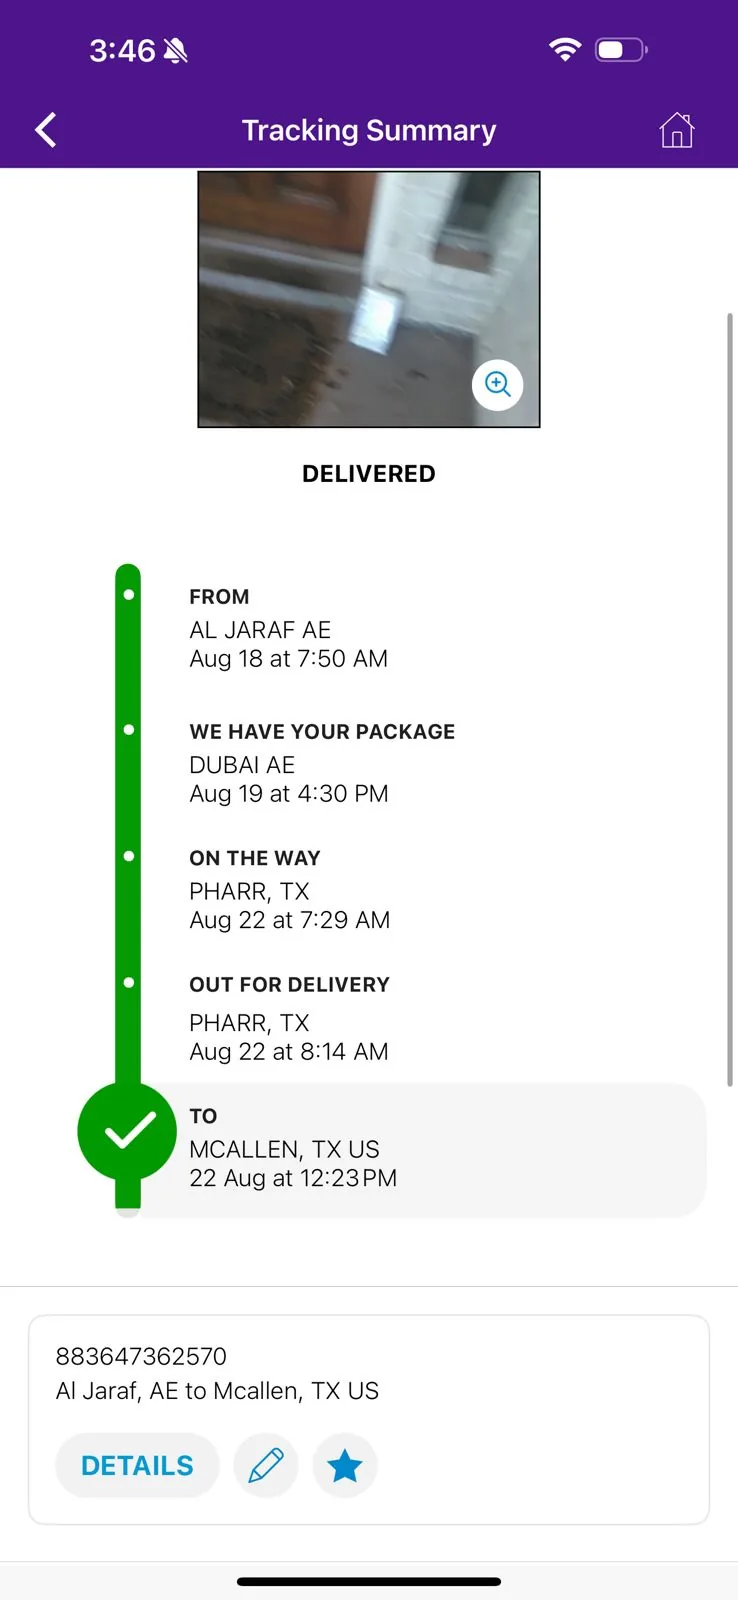 3:46
Tracking Summary
DELIVERED
FROM
AL JARAF AE
Aug 18 at 7:50 AM
WE HAVE YOUR PACKAGE
DUBAI AE
Aug 19 at 4:30 PM
ON THE WAY
PHARR, TX
Aug 22 at 7:29 AM
OUT FOR DELIVERY
PHARR, TX
Aug 22 at 8:14 AM
TO
MCALLEN, TX US
22 Aug at 12:23PM
883647362570
Al Jaraf, AE to Mcallen, TX US
DETAILS